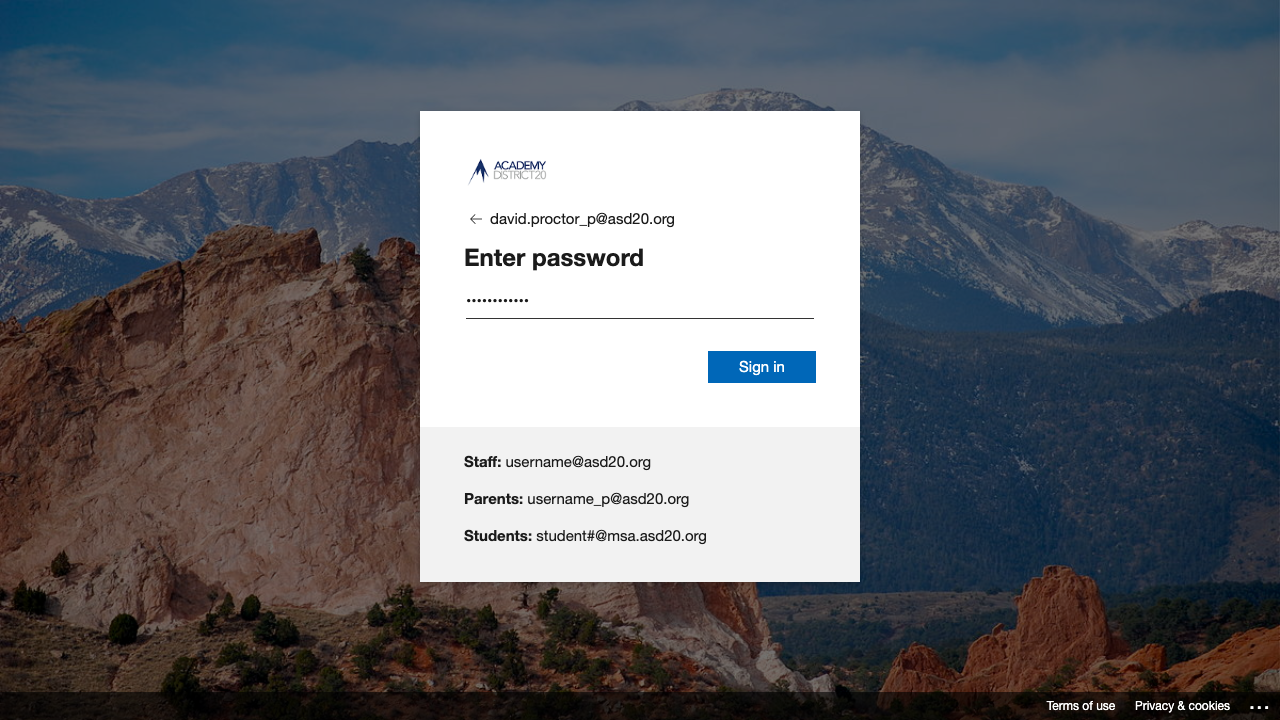 ACADEMY
DISTRICT20
david.proctor_p@asd20.org
Enter password
••••••••••••
Sign in
Staff: username@asd20.org
Parents: username_p@asd20.org
Students: student#@msa.asd20.org
Terms of use Privacy & cookies ...